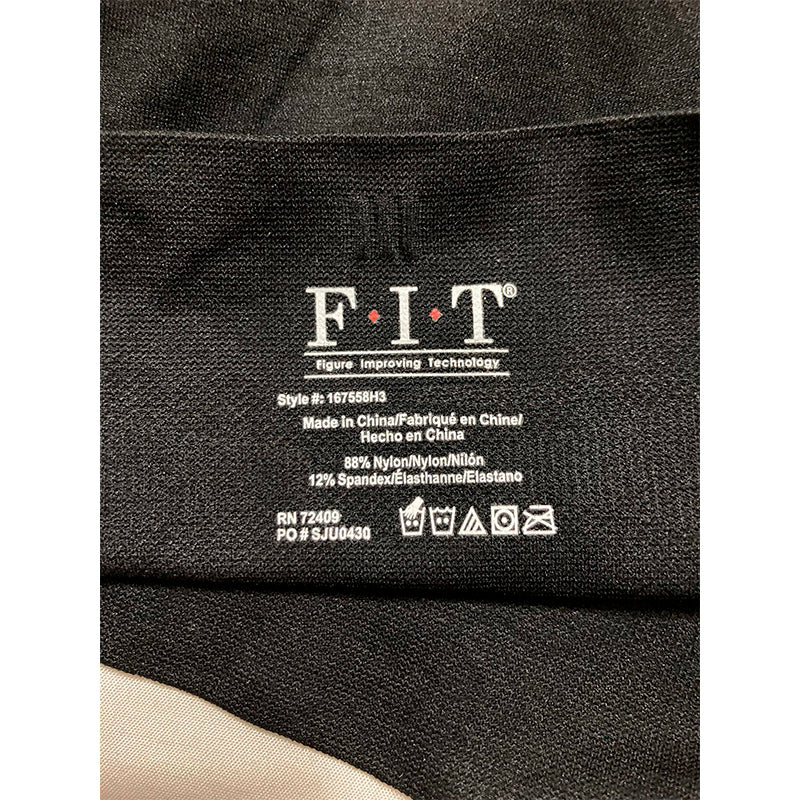 F·I·T®
Figure Improving Technology
Style #: 167558H3
Made in China/Fabriqué en Chine/
Hecho en China
88% Nylon/Nylon/Nilón
12% Spandex/Élasthanne/Elastano
RN 72409
PO # SJU0430